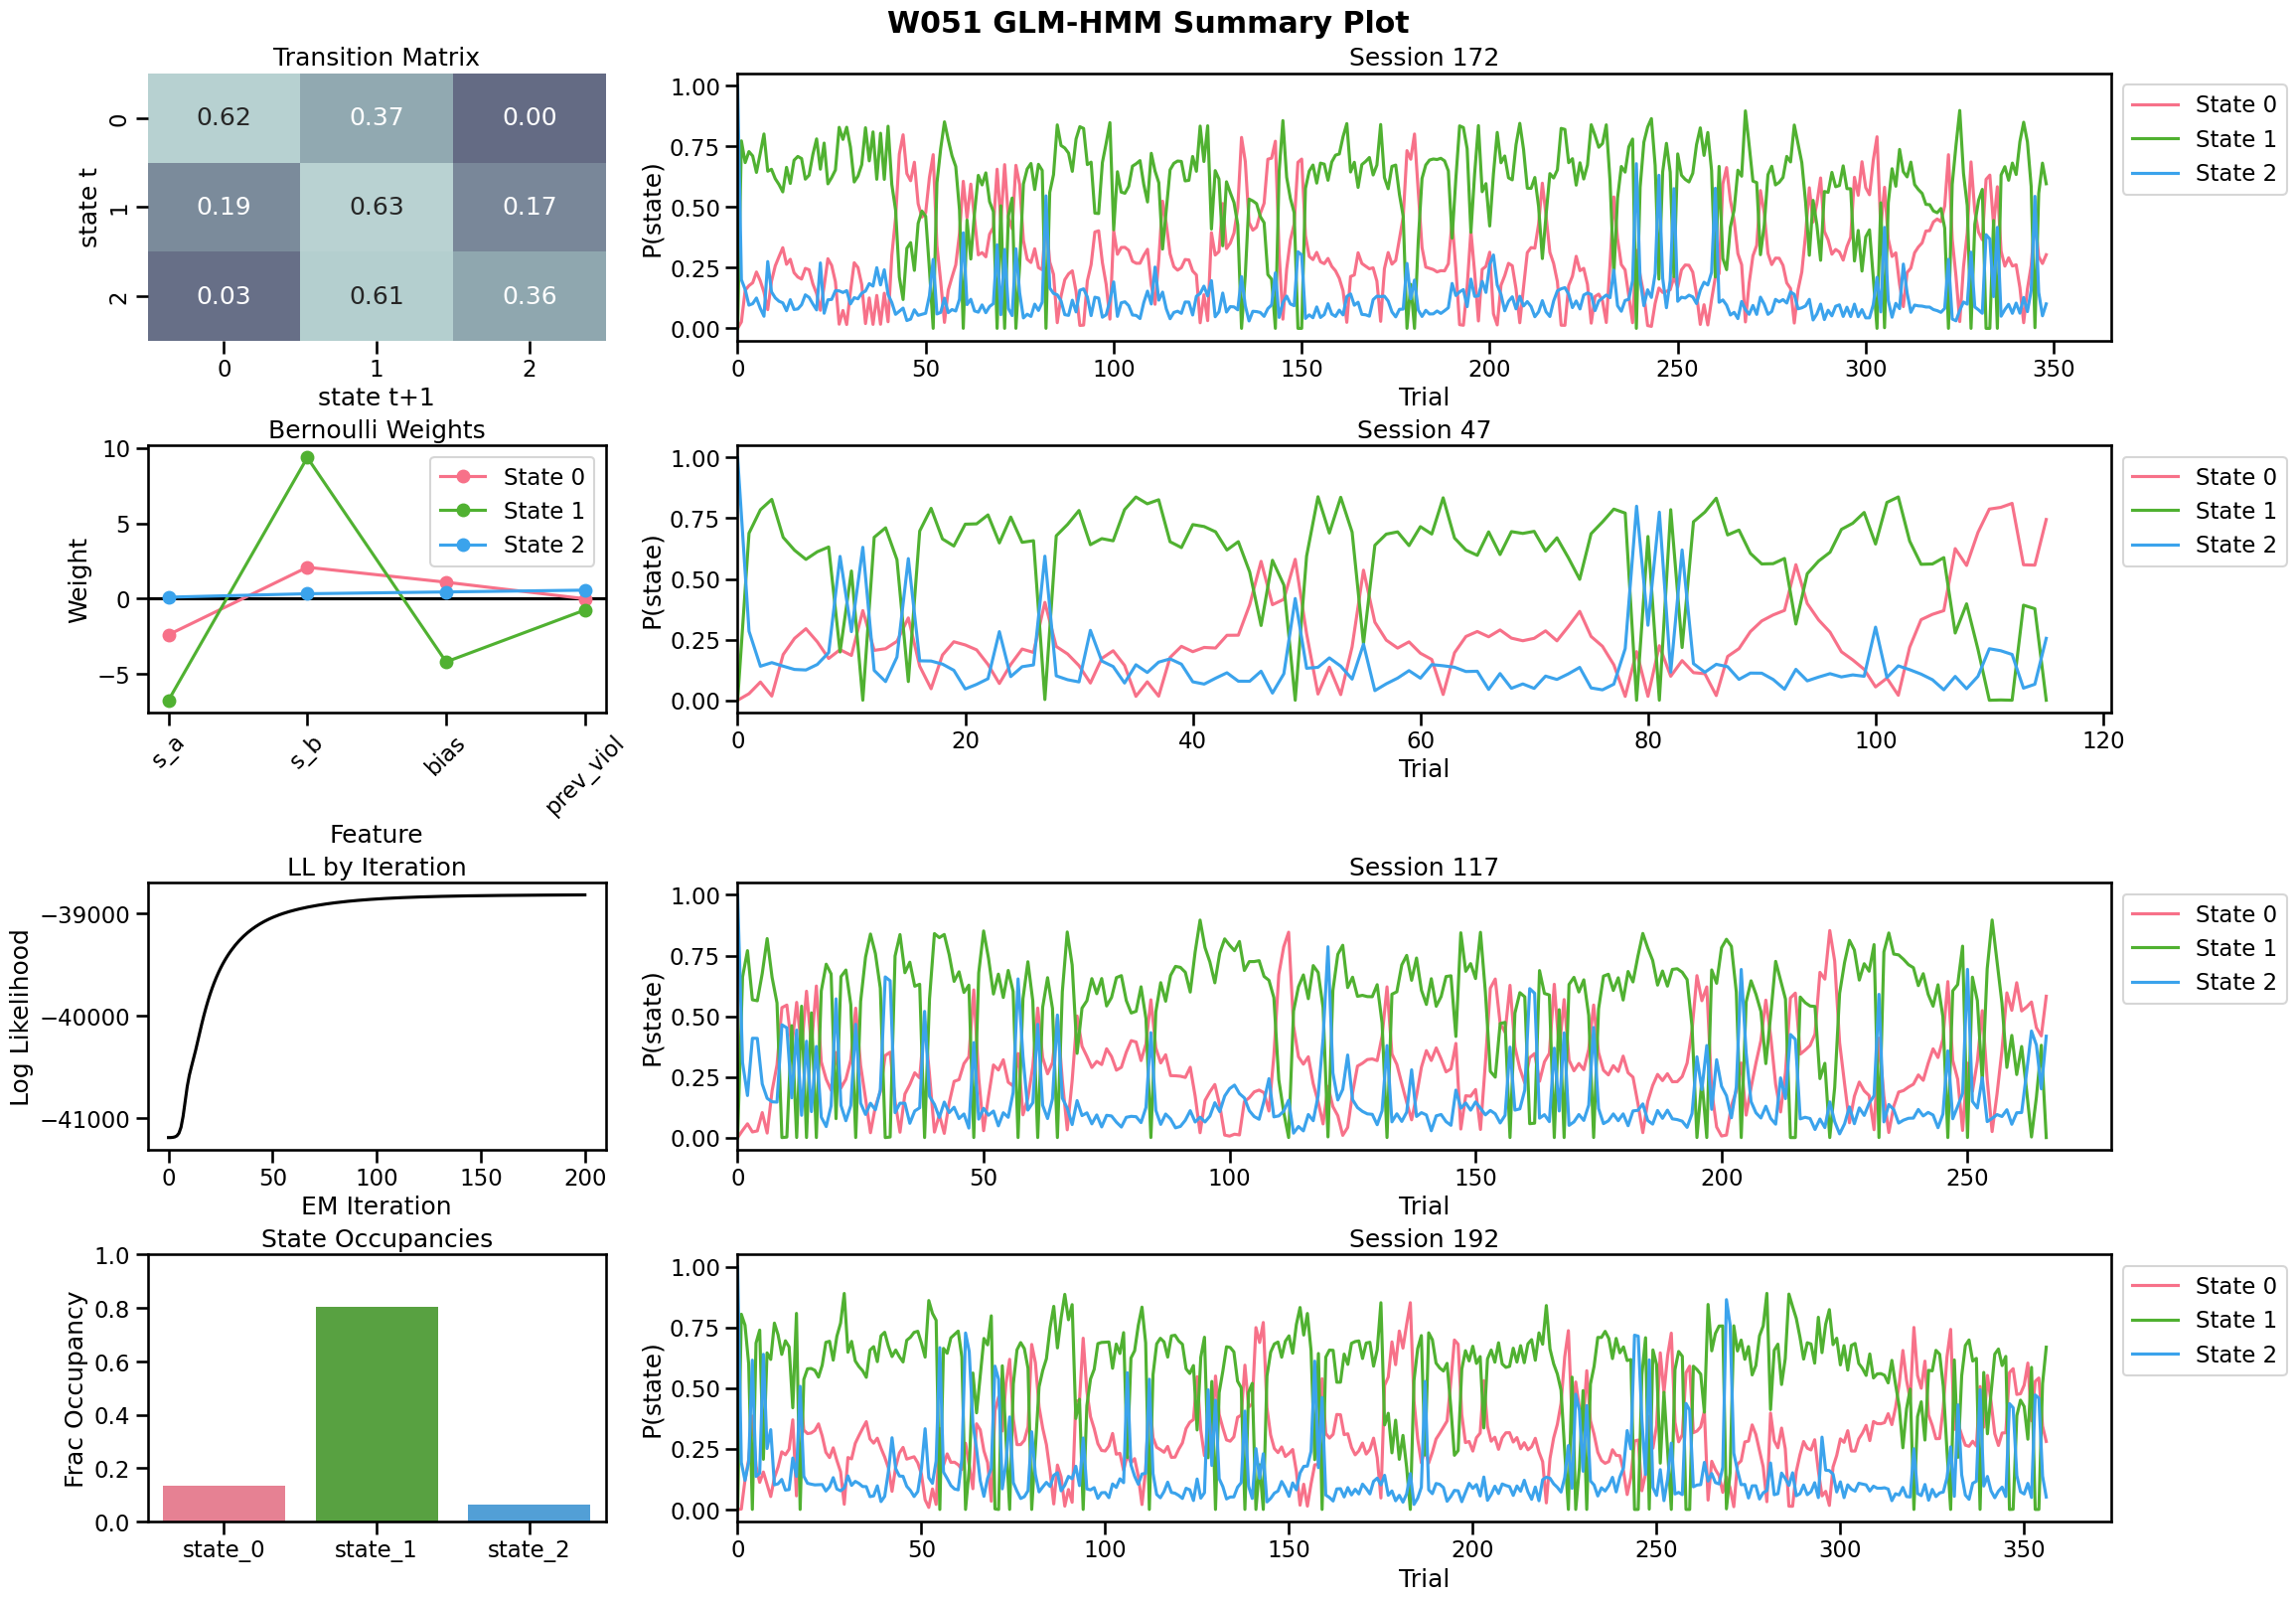 W051 GLM-HMM Summary Plot
Transition Matrix
state t
0
1
2
0.62 0.37 0.00
0.19 0.63 0.17
0.03 0.61 0.36
0 1 2
state t+1
Session 172
P(state)
1.00
0.75
0.50
0.25
0.00
0 50 100 150 200 250 300 350
Trial
State 0
State 1
State 2
Bernoulli Weights
Weight
10
5
0
−5
State 0
State 1
State 2
s_a s_b bias prev_viol
Feature
Session 47
P(state)
1.00
0.75
0.50
0.25
0.00
0 20 40 60 80 100 120
Trial
State 0
State 1
State 2
LL by Iteration
Log Likelihood
−39000
−40000
−41000
0 50 100 150 200
EM Iteration
Session 117
P(state)
1.00
0.75
0.50
0.25
0.00
0 50 100 150 200 250
Trial
State 0
State 1
State 2
State Occupancies
Frac Occupancy
1.0
0.8
0.6
0.4
0.2
0.0
state_0 state_1 state_2
Session 192
P(state)
1.00
0.75
0.50
0.25
0.00
0 50 100 150 200 250 300 350
Trial
State 0
State 1
State 2